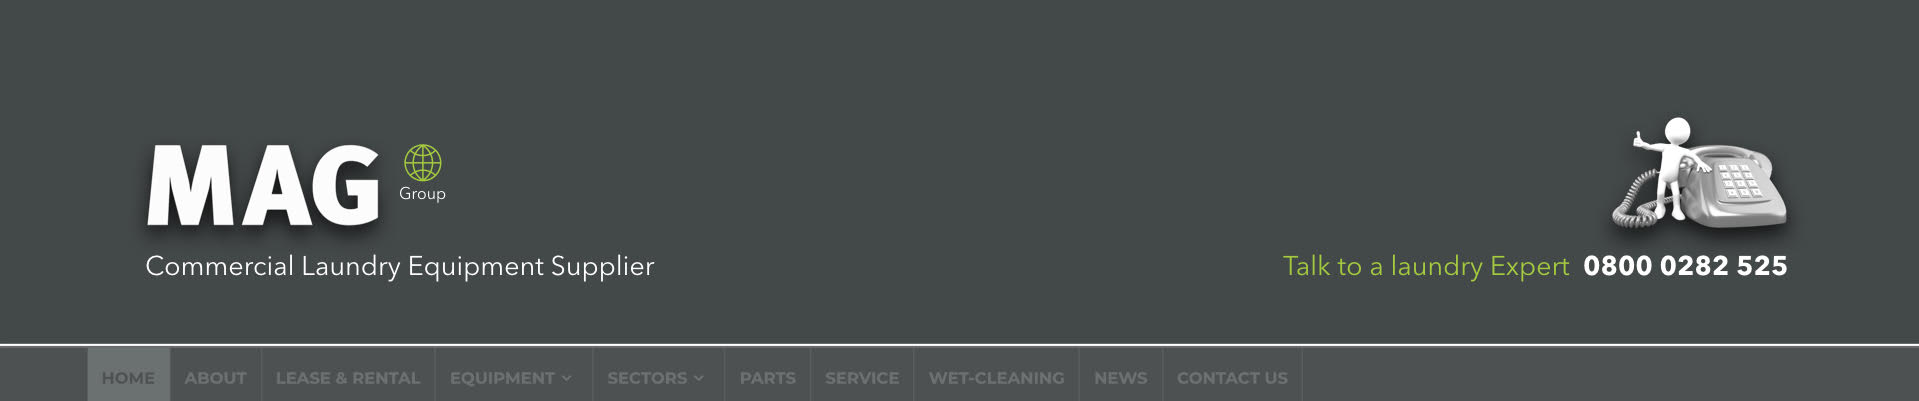 MAG
Group
Commercial Laundry Equipment Supplier
Talk to a laundry Expert 0800 0282 525
HOME ABOUT LEASE & RENTAL EQUIPMENT SECTORS PARTS SERVICE WET-CLEANING NEWS CONTACT US